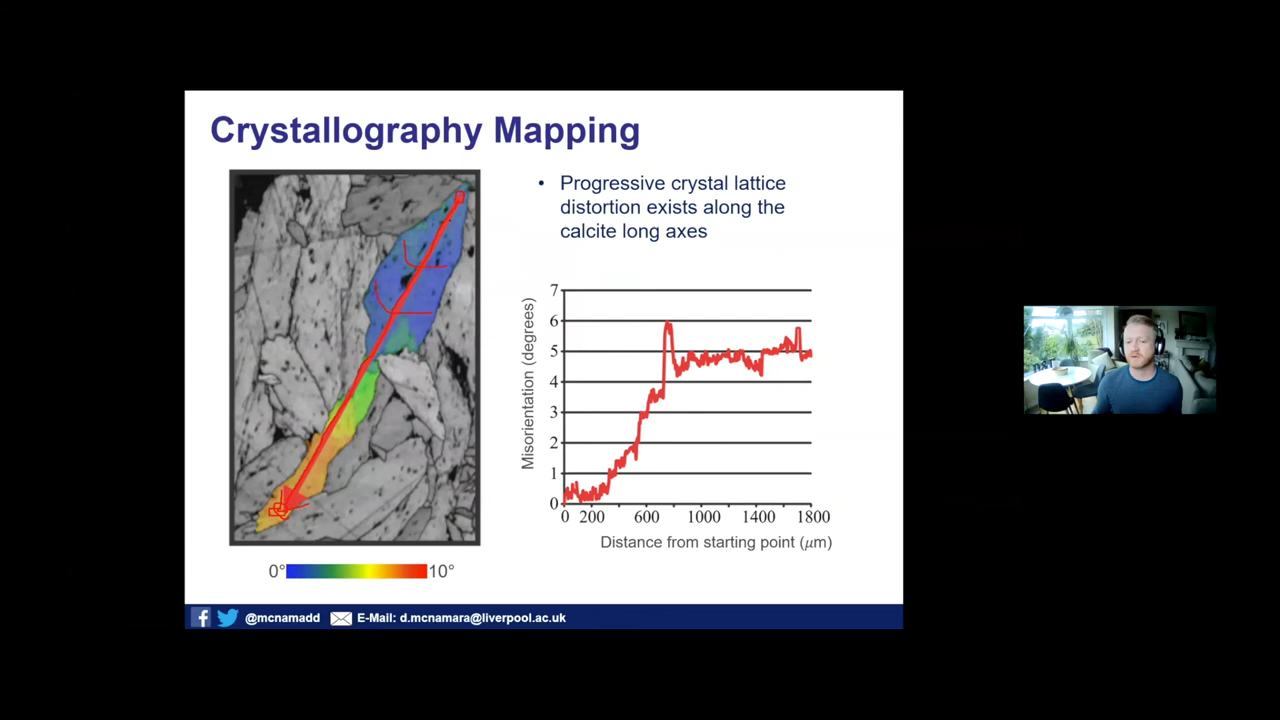 Crystallography Mapping
• Progressive crystal lattice
distortion exists along the
calcite long axes
Misorientation (degrees)
7
6
5
4
3
2
1
0
0 200 600 1000 1400 1800
Distance from starting point (μm)
0° 10°
@mcnamadd E-Mail: d.mcnamara@liverpool.ac.uk